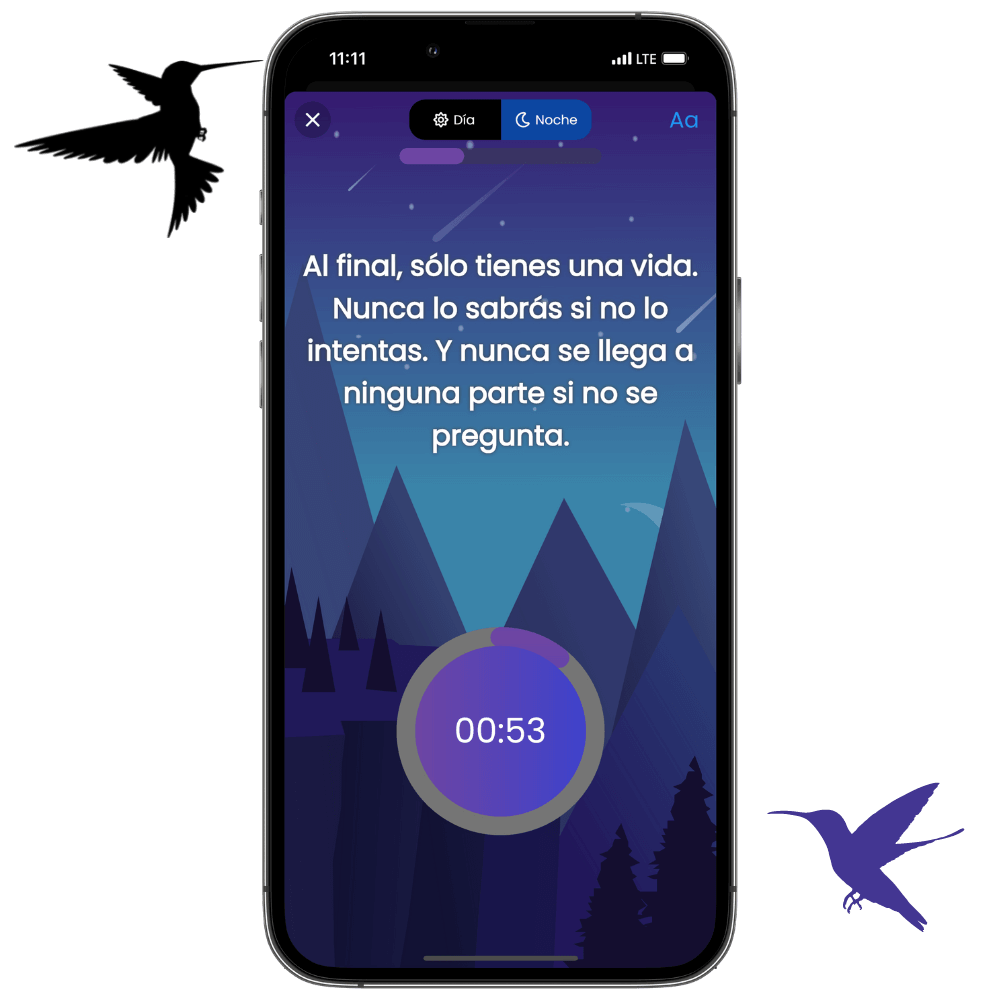 11:11 LTE
Día Noche Aa
Al final, sólo tienes una vida.
Nunca lo sabrás si no lo
intentas. Y nunca se llega a
ninguna parte si no se
pregunta.
00:53